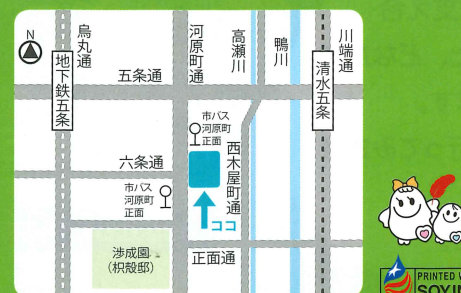 N
烏丸通
地下鉄五条
五条通
河原町通
高瀬川
鴨川
清水五条
川端通
市バス
河原町
正面
西木屋町通
六条通
市バス
河原町
正面
ココ
渉成園
(枳殻邸)
正面通
PRINTED W
SOYIN